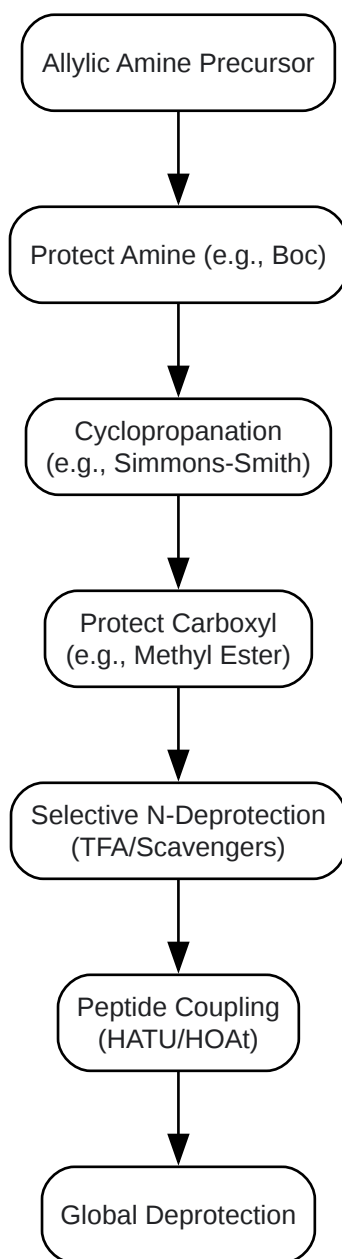 Allylic Amine Precursor
Protect Amine (e.g., Boc)
Cyclopropanation
(e.g., Simmons-Smith)
Protect Carboxyl
(e.g., Methyl Ester)
Selective N-Deprotection
(TFA/Scavengers)
Peptide Coupling
(HATU/HOAt)
Global Deprotection